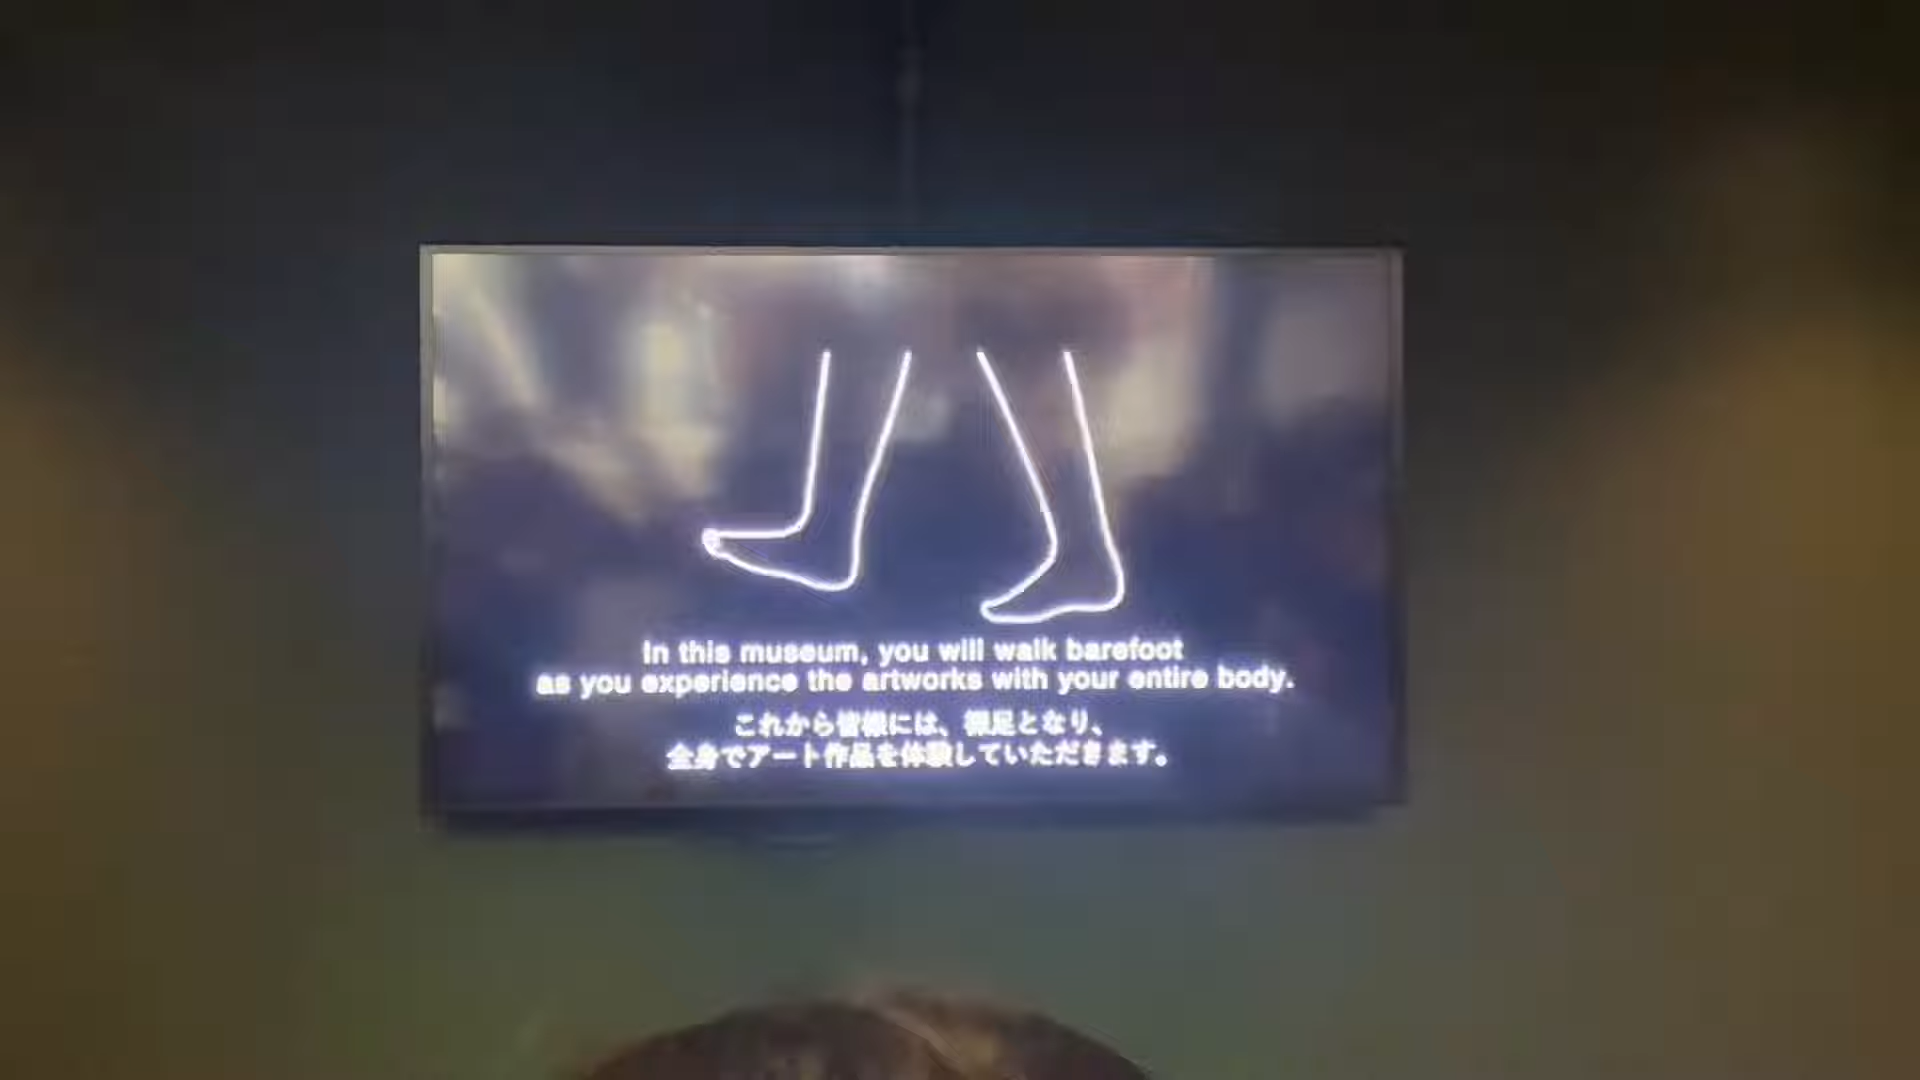 In this museum, you will walk barefoot
as you experience the artworks with your entire body.
これから皆様には、裸足となり、
全身でアート作品を体験していただきます。